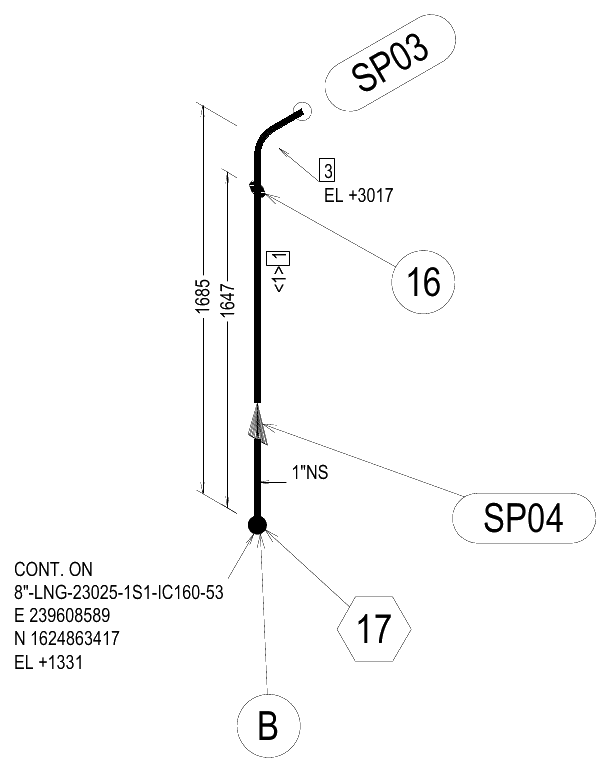 SP03
3
EL +3017
16
<1> 1
1685
1647
1"NS
SP04
CONT. ON
8"-LNG-23025-1S1-IC160-53
E 239608589
N 1624863417
EL +1331
17
B